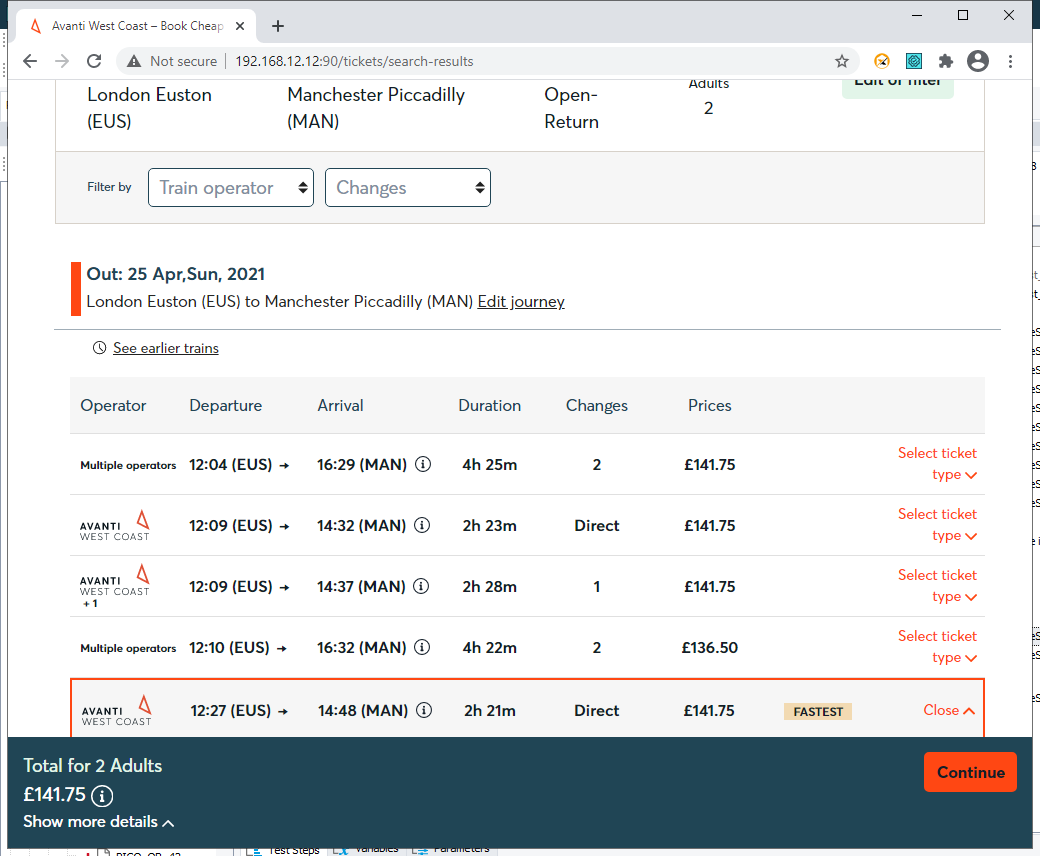 Avanti West Coast – Book Cheap
Not secure
192.168.12.12:90/tickets/search-results
London Euston
(EUS)
Manchester Piccadilly
(MAN)
Open-
Return
Adults
2
Edit or filter
Filter by
Train operator
Changes
Out: 25 Apr,Sun, 2021
London Euston (EUS) to Manchester Piccadilly (MAN) Edit journey
See earlier trains
Operator Departure Arrival Duration Changes Prices
Multiple operators 12:04 (EUS) → 16:29 (MAN) 4h 25m 2 £141.75 Select ticket
type
AVANTI
WEST COAST
12:09 (EUS) → 14:32 (MAN) 2h 23m Direct £141.75 Select ticket
type
AVANTI
WEST COAST
+ 1
12:09 (EUS) → 14:37 (MAN) 2h 28m 1 £141.75 Select ticket
type
Multiple operators 12:10 (EUS) → 16:32 (MAN) 4h 22m 2 £136.50 Select ticket
type
AVANTI
WEST COAST
12:27 (EUS) → 14:48 (MAN) 2h 21m Direct £141.75 FASTEST Close
Total for 2 Adults
£141.75
Show more details
Continue
Test Steps Variables Parameters